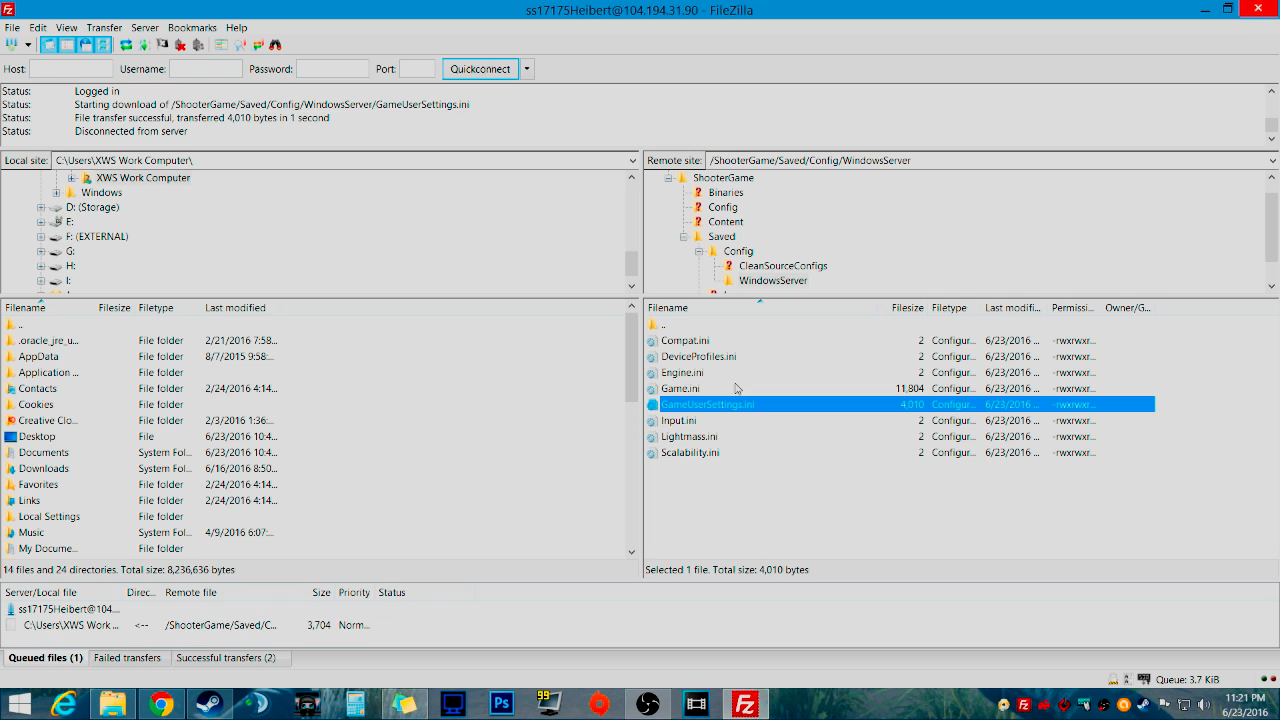 ss17175Heibert@104.194.31.90 - FileZilla
File Edit View Transfer Server Bookmarks Help
Host: Username: Password: Port: Quickconnect
Status: Logged in
Status: Starting download of /ShooterGame/Saved/Config/WindowsServer/GameUserSettings.ini
Status: File transfer successful, transferred 4,010 bytes in 1 second
Status: Disconnected from server
Local site: C:\Users\XWS Work Computer\
XWS Work Computer
Windows
D: (Storage)
E:
F: (EXTERNAL)
G:
H:
I:
Remote site: /ShooterGame/Saved/Config/WindowsServer
ShooterGame
Binaries
Config
Content
Saved
Config
CleanSourceConfigs
WindowsServer
Filename Filesize Filetype Last modified
..
.oracle_jre_u... File folder 2/21/2016 7:58...
AppData File folder 8/7/2015 9:58:...
Application ... File folder
Contacts File folder 2/24/2016 4:14...
Cookies File folder
Creative Clo... File folder 2/3/2016 1:36:...
Desktop File 6/23/2016 10:4...
Documents System Fol... 6/23/2016 10:4...
Downloads System Fol... 6/16/2016 8:50...
Favorites File folder 2/24/2016 4:14...
Links File folder 2/24/2016 4:14...
Local Settings File folder
Music System Fol... 4/9/2016 6:07:...
My Docume... File folder
14 files and 24 directories. Total size: 8,236,636 bytes
Filename Filesize Filetype Last modifi... Permissi... Owner/G...
..
Compat.ini 2 Configur... 6/23/2016 ... -rwxrwxr...
DeviceProfiles.ini 2 Configur... 6/23/2016 ... -rwxrwxr...
Engine.ini 2 Configur... 6/23/2016 ... -rwxrwxr...
Game.ini 11,804 Configur... 6/23/2016 ... -rwxrwxr...
GameUserSettings.ini 4,010 Configur... 6/23/2016 ... -rwxrwxr...
Input.ini 2 Configur... 6/23/2016 ... -rwxrwxr...
Lightmass.ini 2 Configur... 6/23/2016 ... -rwxrwxr...
Scalability.ini 2 Configur... 6/23/2016 ... -rwxrwxr...
Selected 1 file. Total size: 4,010 bytes
Server/Local file Direc... Remote file Size Priority Status
ss17175Heibert@104....
C:\Users\XWS Work ... <-- /ShooterGame/Saved/C... 3,704 Norm...
Queued files (1) Failed transfers Successful transfers (2)
Queue: 3.7 KiB
Ps 99 Fz
11:21 PM
6/23/2016